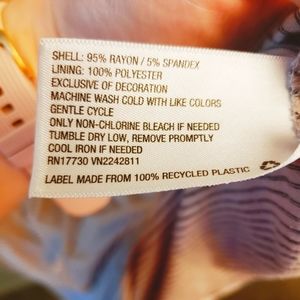 SHELL: 95% RAYON / 5% SPANDEX
LINING: 100% POLYESTER
EXCLUSIVE OF DECORATION
MACHINE WASH COLD WITH LIKE COLORS
GENTLE CYCLE
ONLY NON-CHLORINE BLEACH IF NEEDED
TUMBLE DRY LOW, REMOVE PROMPTLY
COOL IRON IF NEEDED
RN17730 VN2242811
LABEL MADE FROM 100% RECYCLED PLASTIC